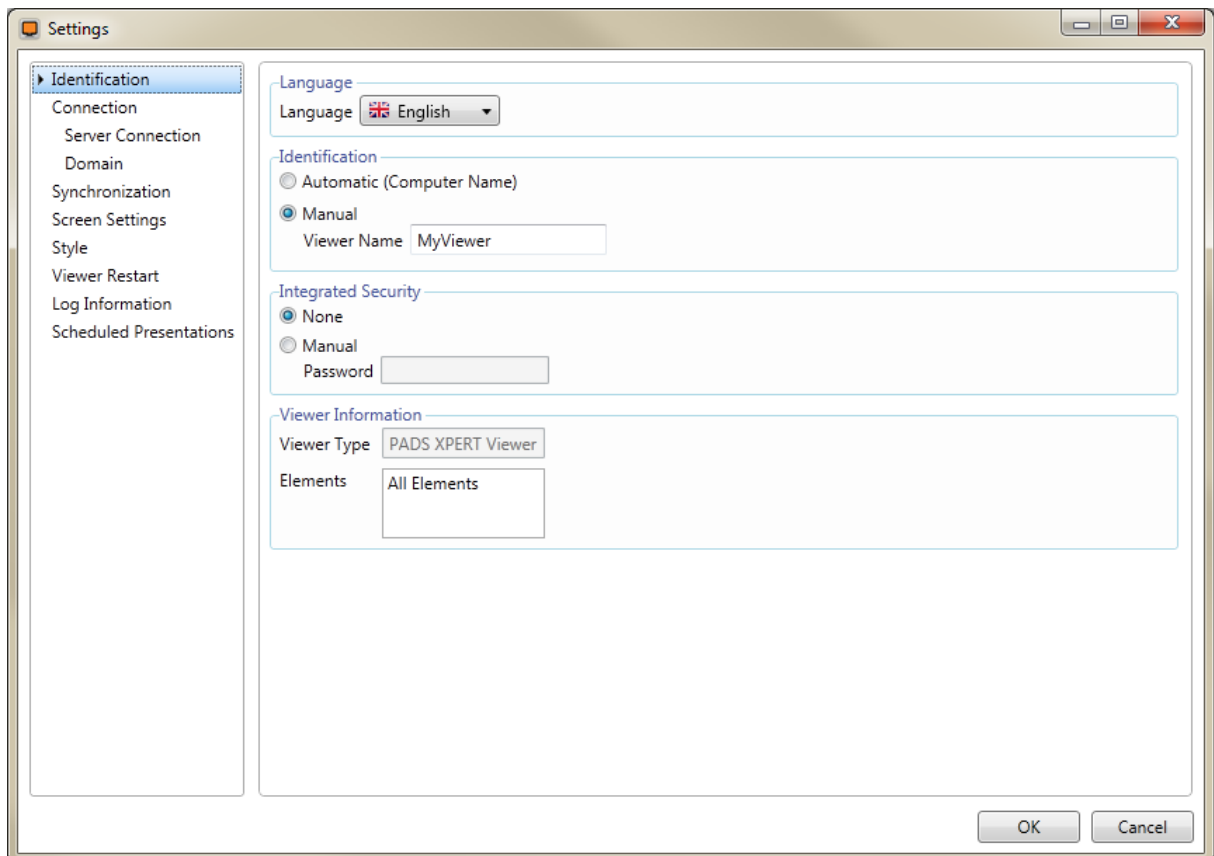 Settings
Identification
Connection
Server Connection
Domain
Synchronization
Screen Settings
Style
Viewer Restart
Log Information
Scheduled Presentations
Language
Language English
Identification
Automatic (Computer Name)
Manual
Viewer Name MyViewer
Integrated Security
None
Manual
Password
Viewer Information
Viewer Type PADS XPERT Viewer
Elements All Elements
OK Cancel